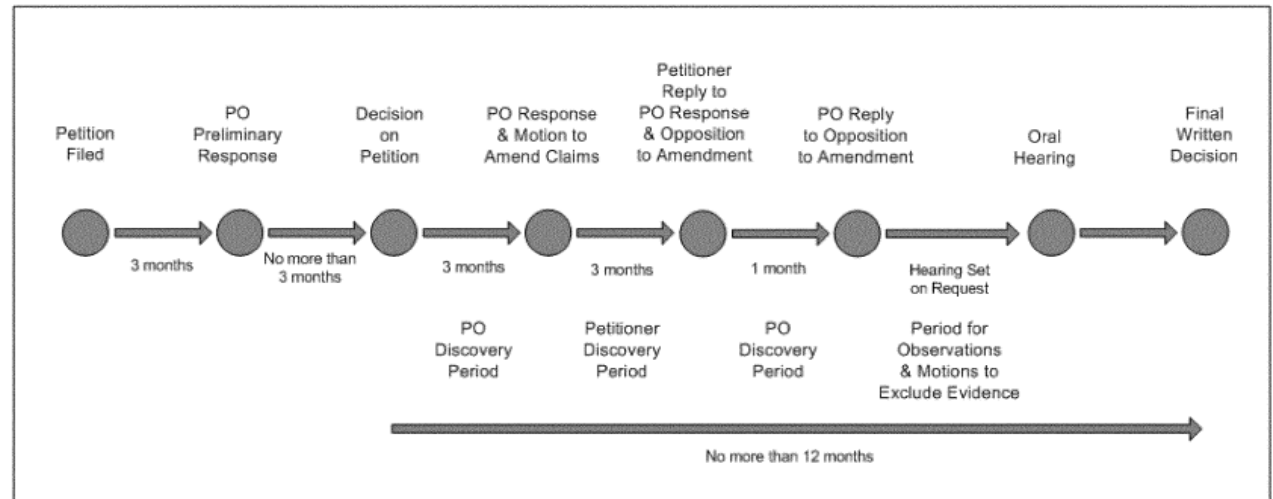 Petition
Filed
PO
Preliminary
Response
Decision
on
Petition
PO Response
& Motion to
Amend Claims
Petitioner
Reply to
PO Response
& Opposition
to Amendment
PO Reply
to Opposition
to Amendment
Oral
Hearing
Final
Written
Decision
3 months
No more than
3 months
3 months
3 months
1 month
Hearing Set
on Request
PO
Discovery
Period
Petitioner
Discovery
Period
PO
Discovery
Period
Period for
Observations
& Motions to
Exclude Evidence
No more than 12 months